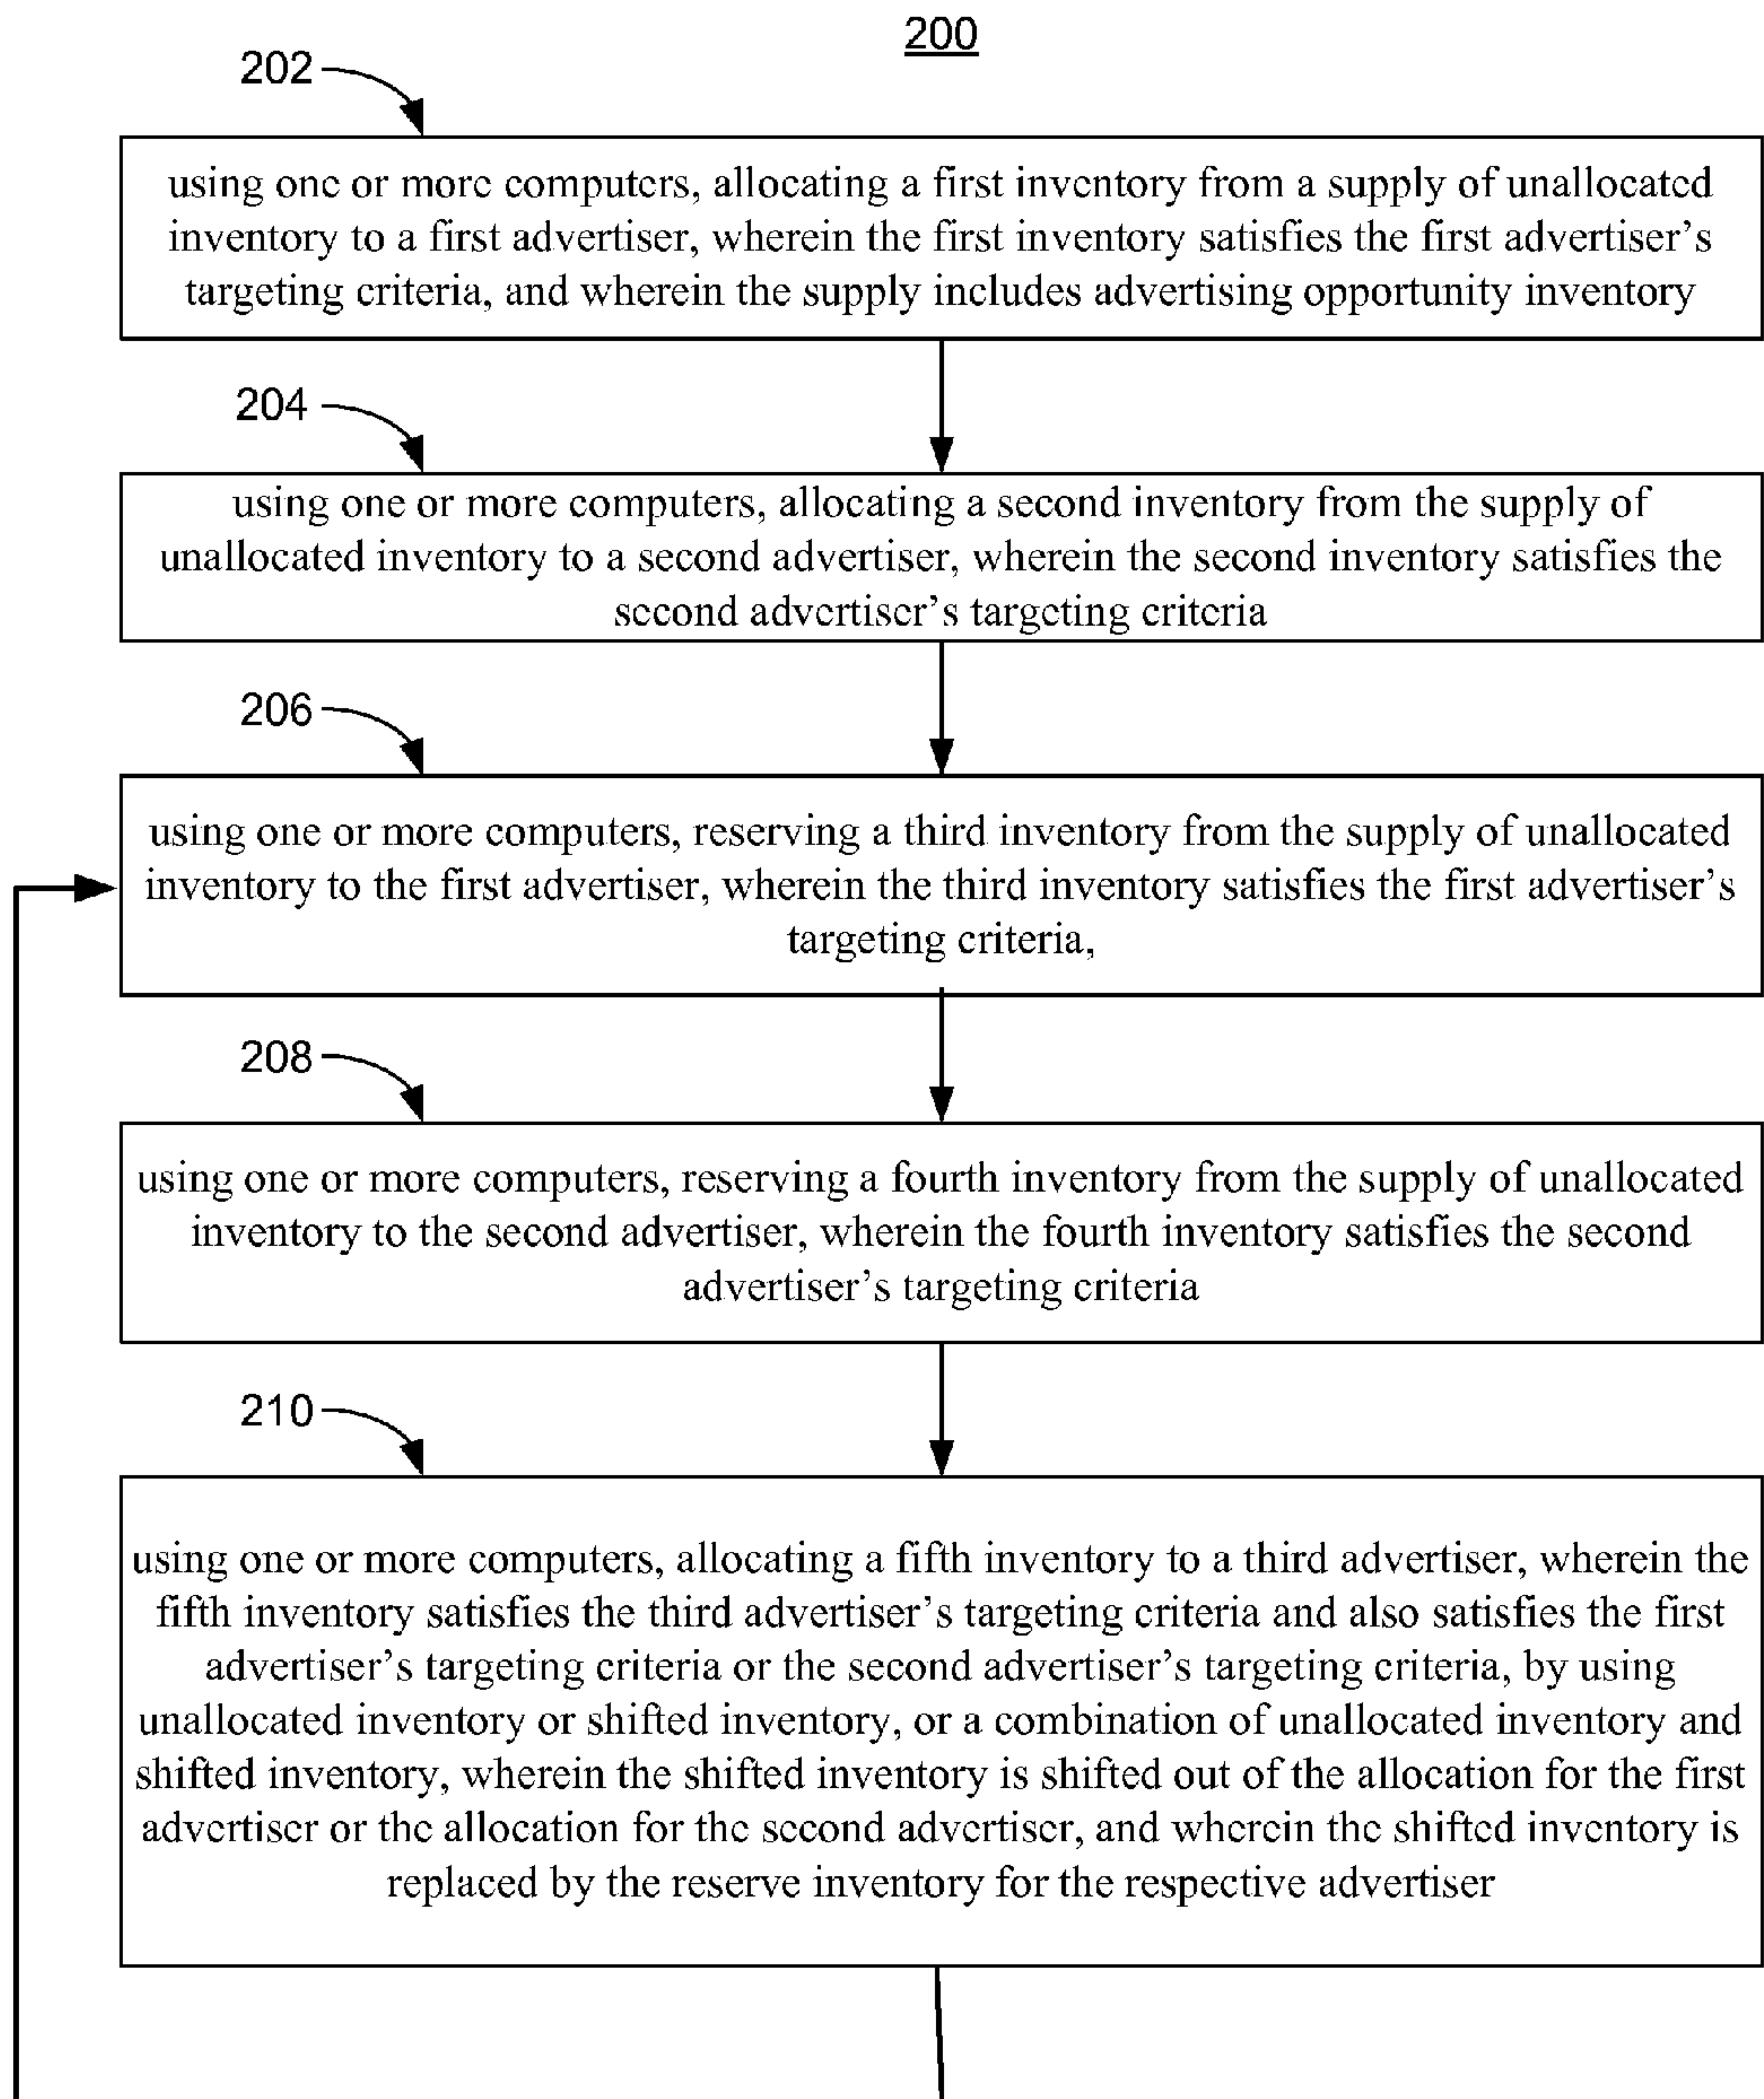 200
202
using one or more computers, allocating a first inventory from a supply of unallocated
inventory to a first advertiser, wherein the first inventory satisfies the first advertiser's
targeting criteria, and wherein the supply includes advertising opportunity inventory
204
using one or more computers, allocating a second inventory from the supply of
unallocated inventory to a second advertiser, wherein the second inventory satisfies the
second advertiser's targeting criteria
206
using one or more computers, reserving a third inventory from the supply of unallocated
inventory to the first advertiser, wherein the third inventory satisfies the first advertiser's
targeting criteria,
208
using one or more computers, reserving a fourth inventory from the supply of unallocated
inventory to the second advertiser, wherein the fourth inventory satisfies the second
advertiser's targeting criteria
210
using one or more computers, allocating a fifth inventory to a third advertiser, wherein the
fifth inventory satisfies the third advertiser's targeting criteria and also satisfies the first
advertiser's targeting criteria or the second advertiser's targeting criteria, by using
unallocated inventory or shifted inventory, or a combination of unallocated inventory and
shifted inventory, wherein the shifted inventory is shifted out of the allocation for the first
advertiser or the allocation for the second advertiser, and wherein the shifted inventory is
replaced by the reserve inventory for the respective advertiser